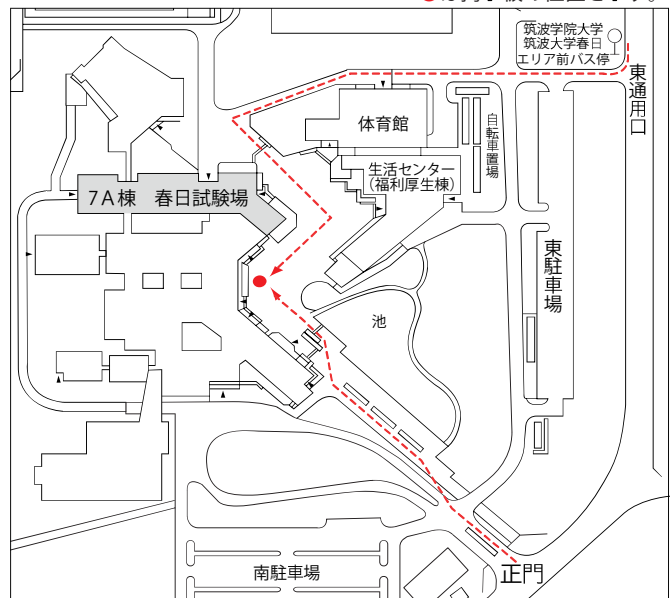 筑波学院大学
筑波大学春日
エリア前バス停
東通用口
体育館
自転車置場
生活センター
（福利厚生棟）
7A棟 春日試験場
東駐車場
池
南駐車場
正門